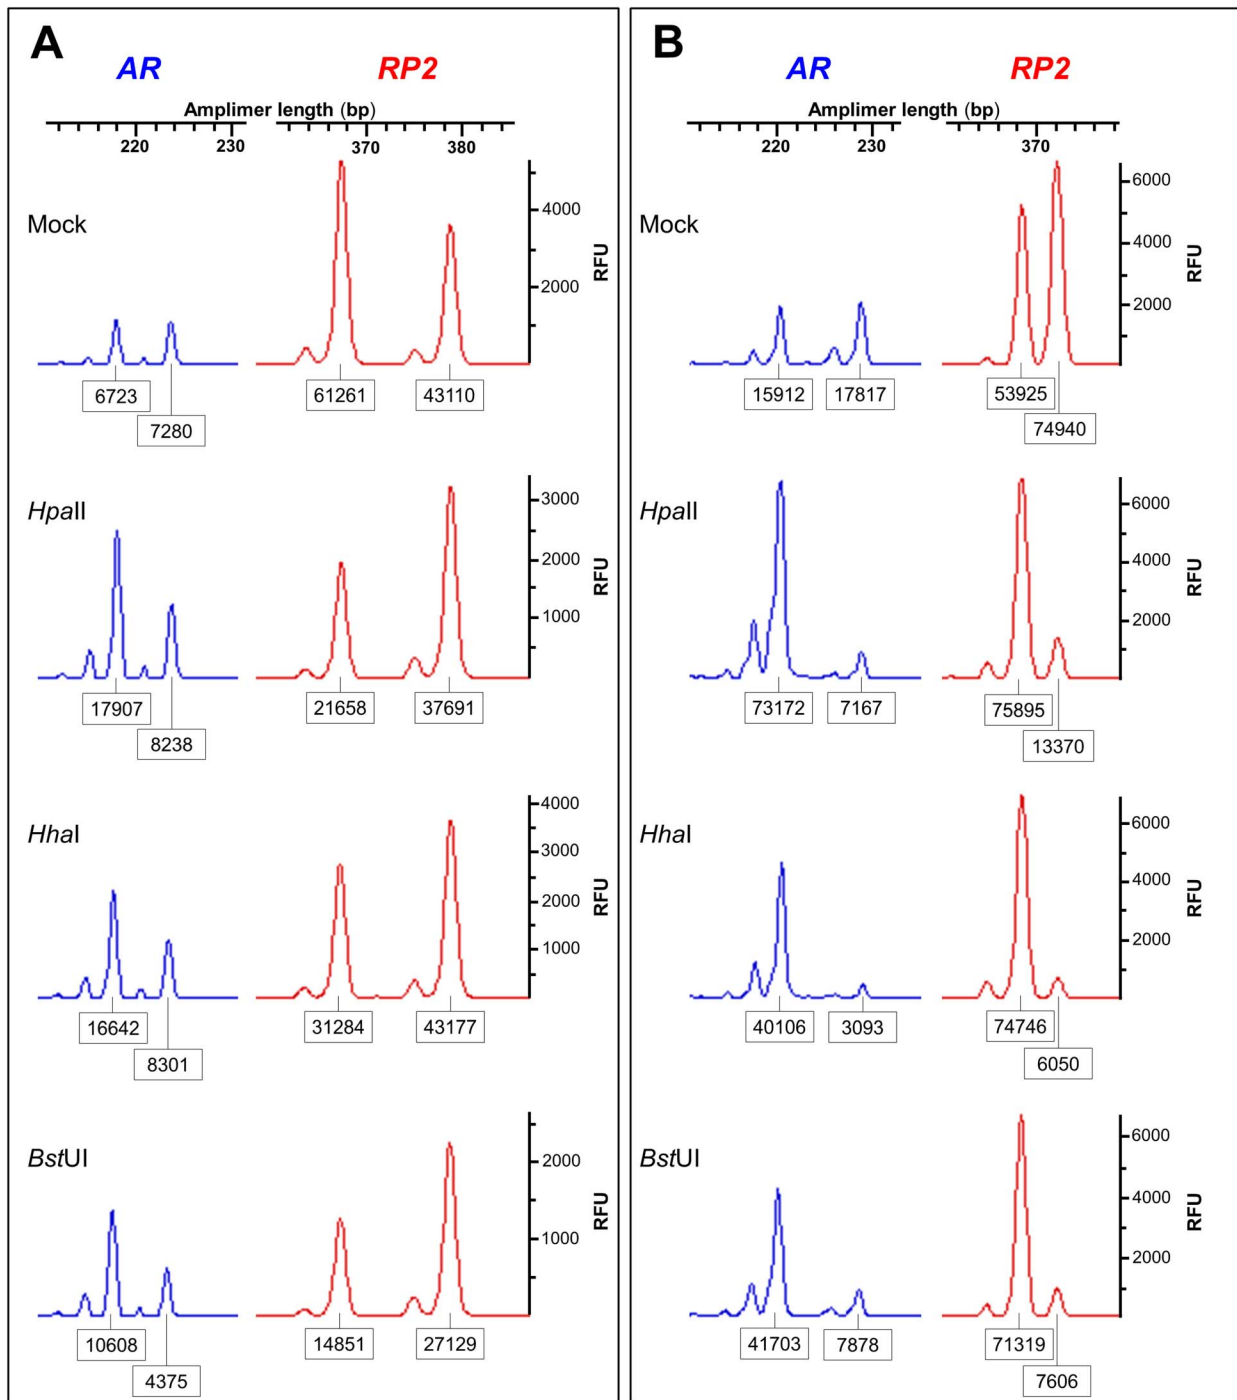 A
AR RP2
Amplimer length (bp)
220 230 370 380
Mock
4000
2000
RFU
6723 61261 43110
7280
HpaII
3000
2000
1000
RFU
17907 21658 37691
8238
HhaI
4000
3000
2000
1000
RFU
16642 31284 43177
8301
BstUI
2000
1000
RFU
10608 14851 27129
4375
B
AR RP2
Amplimer length (bp)
220 230 370
Mock
6000
4000
2000
RFU
15912 17817 53925
74940
HpaII
6000
4000
2000
RFU
73172 7167 75895
13370
HhaI
6000
4000
2000
RFU
40106 3093 74746
6050
BstUI
6000
4000
2000
RFU
41703 7878 71319
7606